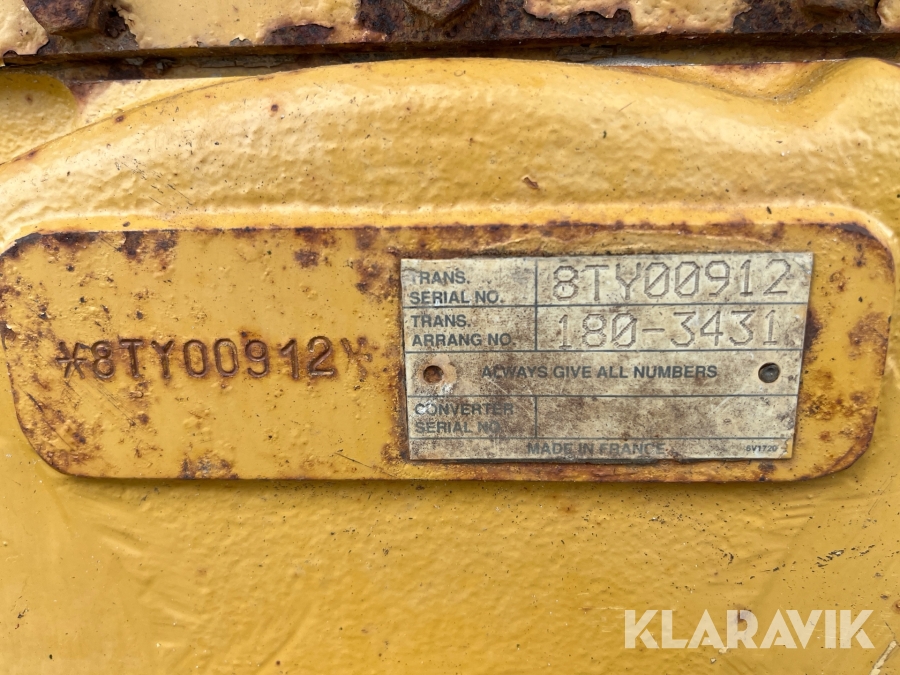 *8TY00912*
TRANS.
SERIAL NO. 8TY00912
TRANS.
ARRANG NO. 180-3431
ALWAYS GIVE ALL NUMBERS
CONVERTER
SERIAL NO.
MADE IN FRANCE 6V1720
KLARAVIK